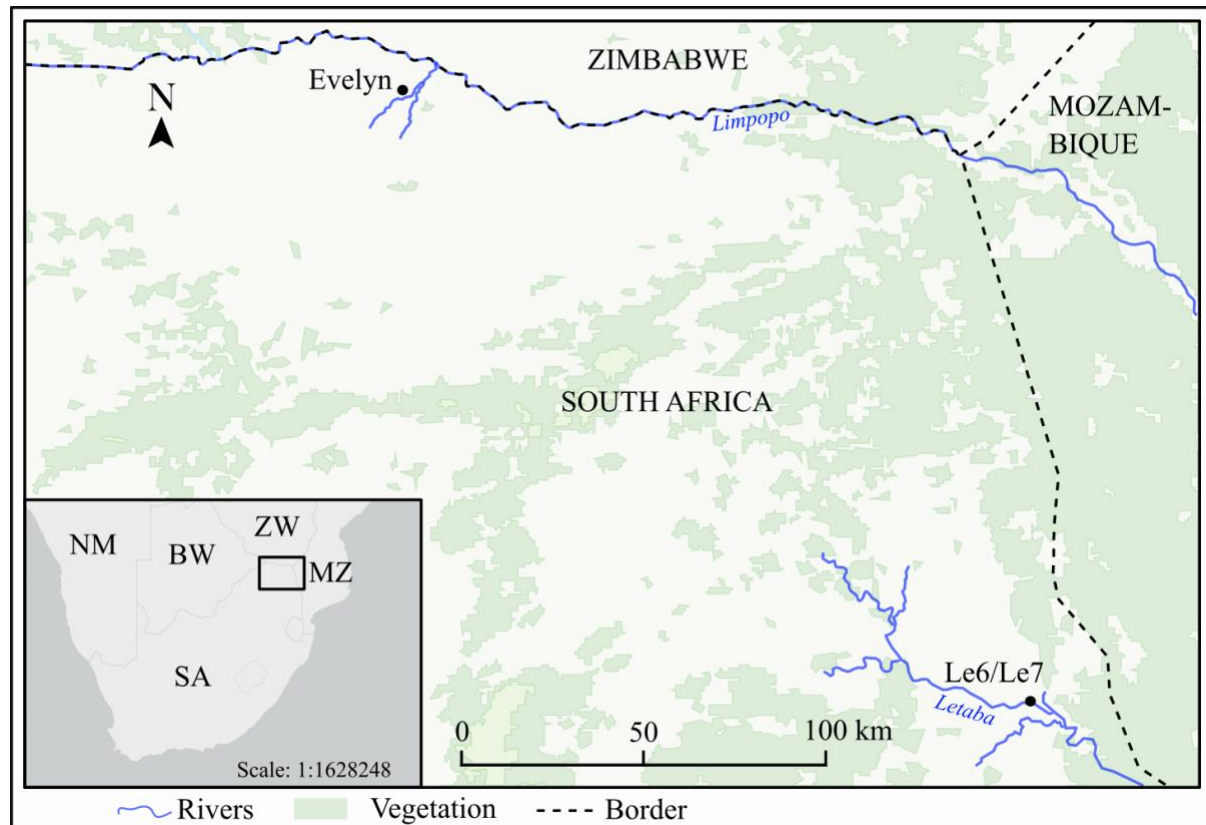 ZIMBABWE
Evelyn
N
MOZAM-
BIQUE
Limpopo
SOUTH AFRICA
ZW
NM
BW
MZ
SA
Le6/Le7
Letaba
0 50 100 km
Scale: 1:1628248
Rivers Vegetation Border